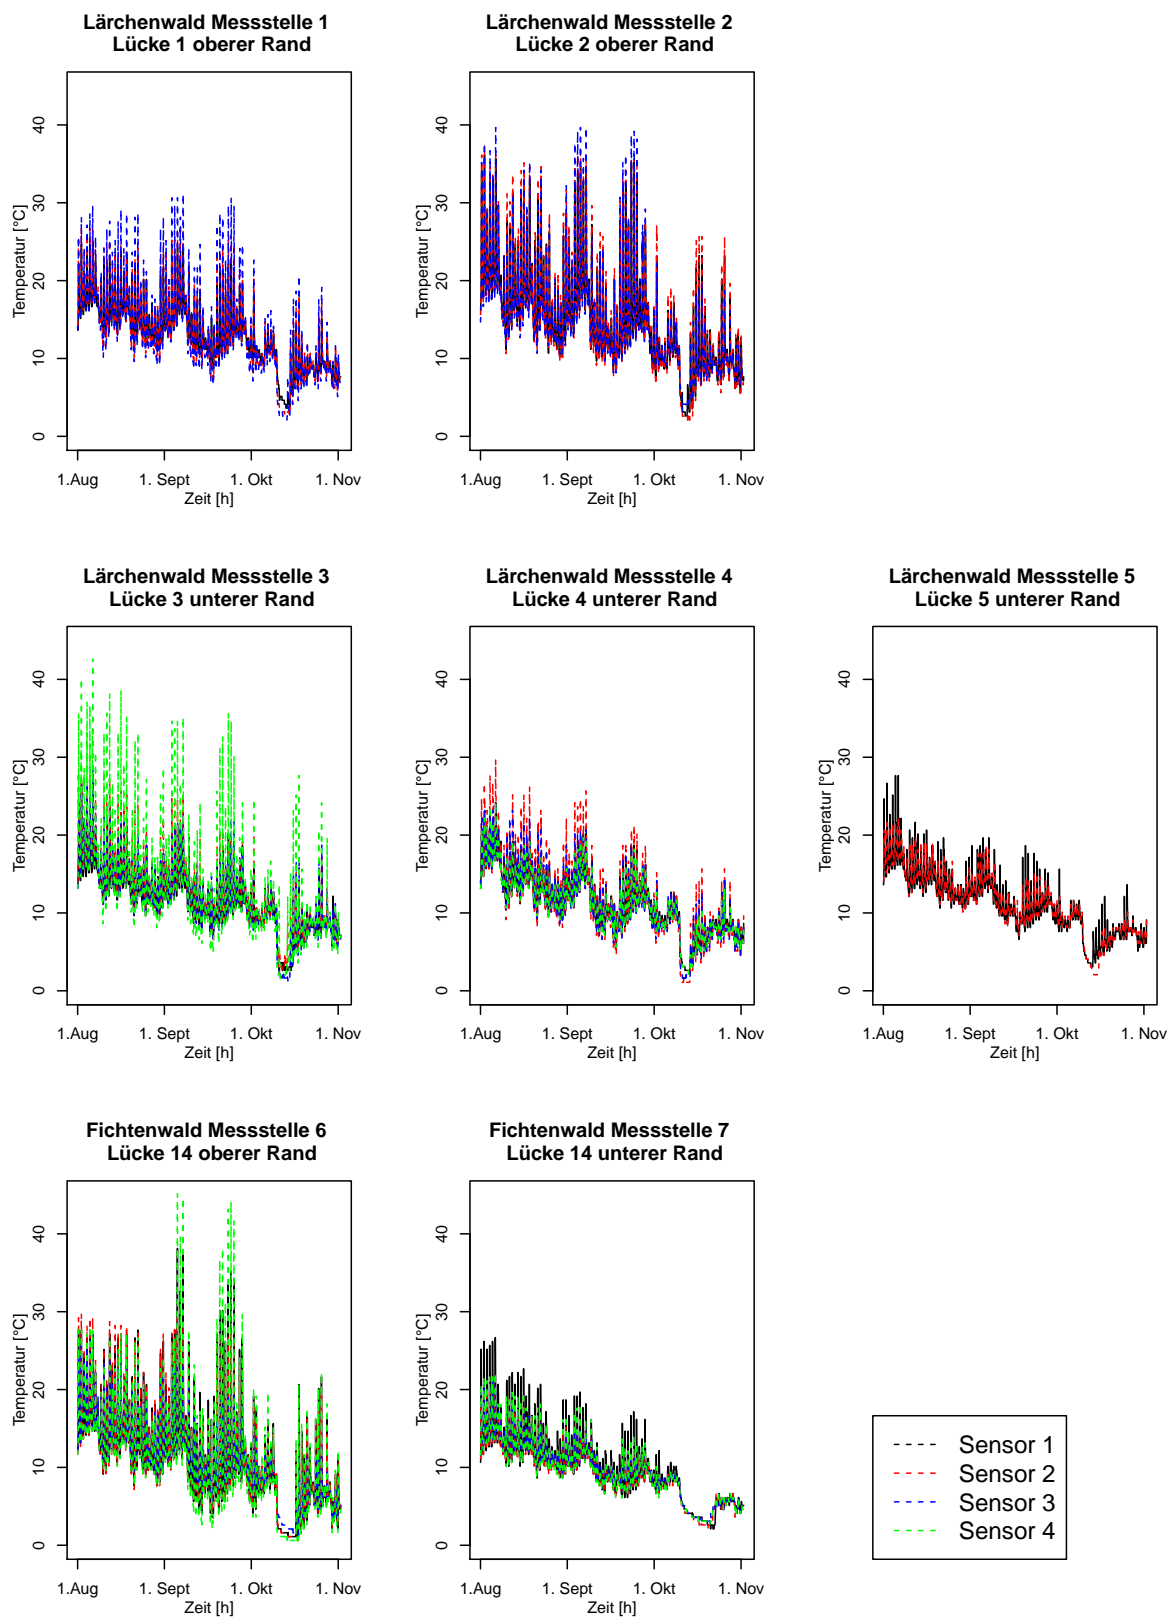 Lärchenwald Messstelle 1
Lücke 1 oberer Rand
Temperatur [°C]
40
30
20
10
0
1.Aug 1. Sept 1. Okt 1. Nov
Zeit [h]
Lärchenwald Messstelle 2
Lücke 2 oberer Rand
Temperatur [°C]
40
30
20
10
0
1.Aug 1. Sept 1. Okt 1. Nov
Zeit [h]
Lärchenwald Messstelle 3
Lücke 3 unterer Rand
Temperatur [°C]
40
30
20
10
0
1.Aug 1. Sept 1. Okt 1. Nov
Zeit [h]
Lärchenwald Messstelle 4
Lücke 4 unterer Rand
Temperatur [°C]
40
30
20
10
0
1.Aug 1. Sept 1. Okt 1. Nov
Zeit [h]
Lärchenwald Messstelle 5
Lücke 5 unterer Rand
Temperatur [°C]
40
30
20
10
0
1.Aug 1. Sept 1. Okt 1. Nov
Zeit [h]
Fichtenwald Messstelle 6
Lücke 14 oberer Rand
Temperatur [°C]
40
30
20
10
0
1.Aug 1. Sept 1. Okt 1. Nov
Zeit [h]
Fichtenwald Messstelle 7
Lücke 14 unterer Rand
Temperatur [°C]
40
30
20
10
0
1.Aug 1. Sept 1. Okt 1. Nov
Zeit [h]
Sensor 1
Sensor 2
Sensor 3
Sensor 4